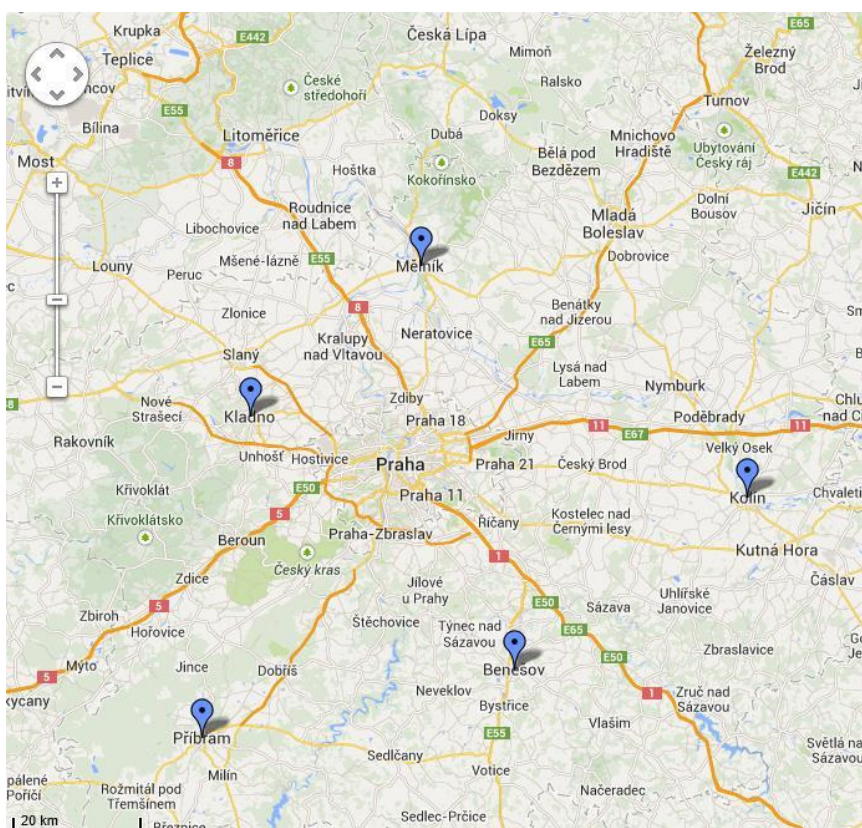 Krupka
E442
Česká Lípa
Mimoň
E65
Železný
Brod
Teplice
České
středohoří
Ralsko
Turnov
E55
Doksy
Bílina
Litoměřice
Dubá
Mnichovo
Hradiště
Ubytování
Český ráj
Most
8
Hoštka
Kokořínsko
Bělá pod
Bezdězem
E442
Roudnice
nad Labem
Mladá
Boleslav
Dolní
Bousov
Jičín
Libochovice
Louny
Peruc
Mšené-lázně
E55
Mělník
Dobrovice
Zlonice
8
Benátky
nad Jizerou
Slaný
Kralupy
nad Vltavou
Neratovice
E65
Lysá nad
Labem
Nymburk
Nové
Strašecí
Kladno
Zdiby
Praha 18
11
Poděbrady
11
Chlu
nad C
Rakovník
Unhošť
Hostivice
Praha
Jirny
E67
Velký Osek
Praha 21
Český Brod
Křivoklát
E50
Praha 11
Kolín
Chvaletí
Křivoklátsko
5
Říčany
Kostelec nad
Černými lesy
Beroun
Praha-Zbraslav
1
Kutná Hora
Český kras
Zdice
Jílové
u Prahy
E50
Čáslav
Žbiroh
5
Hořovice
Štěchovice
Týnec nad
Sázavou
Sázava
Uhlířské
Janovice
E65
Mýto
Jince
Dobříš
Benešov
E50
Zbraslavice
5
Neveklov
1
Zruč nad
Sázavou
Bystřice
Příbram
Vlašim
E55
Sedlčany
Světlá na
Sázavou
Milín
Votice
Rožmitál pod
Třemšínem
Načeradec
20 km
Březnice
Sedlec-Prčice